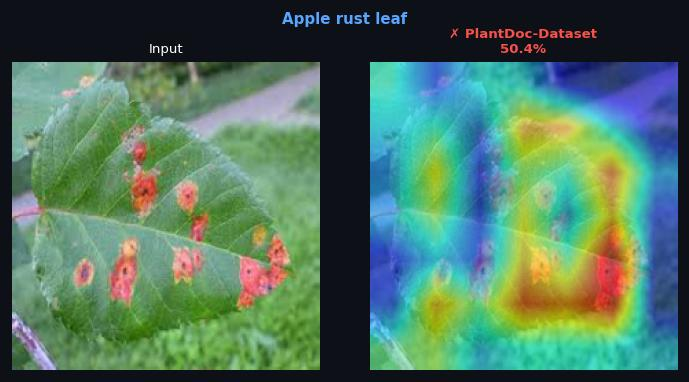 Apple rust leaf
Input
✗ PlantDoc-Dataset
50.4%